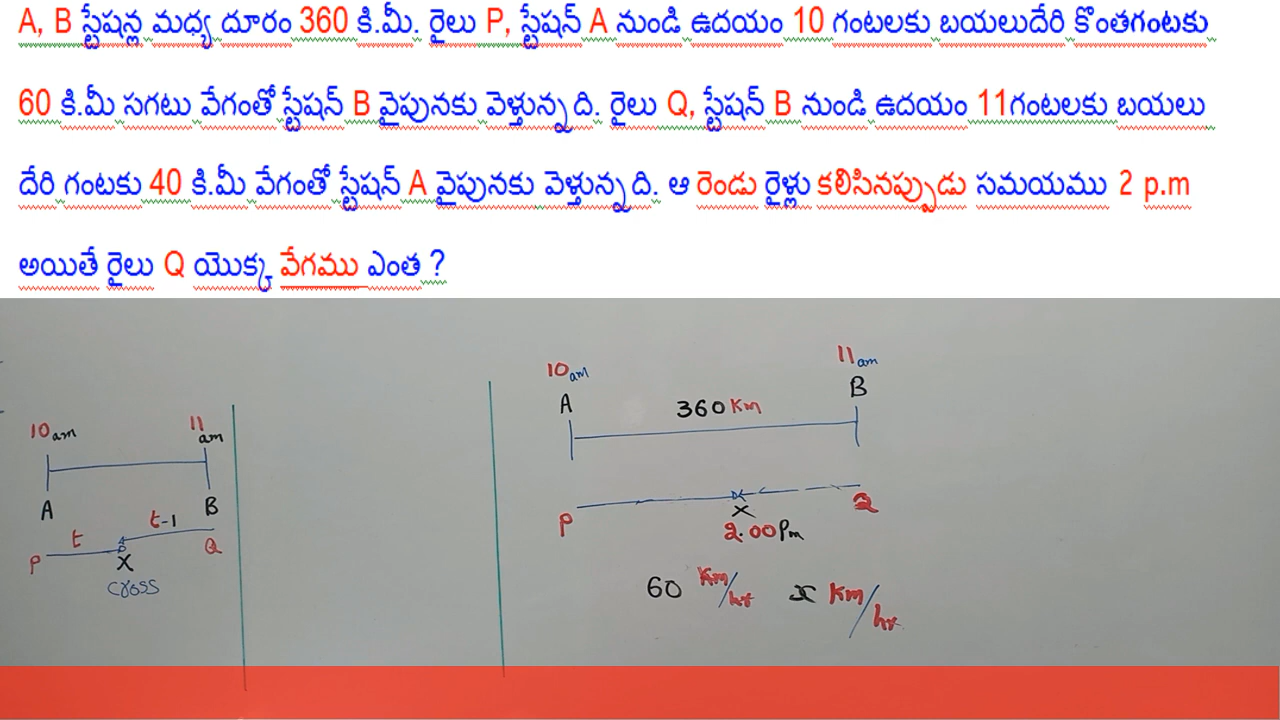 A, B స్టేషన్ల మధ్య దూరం 360 కి.మీ. రైలు P, స్టేషన్ A నుండి ఉదయం 10 గంటలకు బయలుదేరి కొంతగంటకు
60 కి.మీ సగటు వేగంతో స్టేషన్ B వైపునకు వెళ్తున్నది. రైలు Q, స్టేషన్ B నుండి ఉదయం 11గంటలకు బయలు
దేరి గంటకు 40 కి.మీ వేగంతో స్టేషన్ A వైపునకు వెళ్తున్నది. ఆ రెండు రైళ్లు కలిసినప్పుడు సమయము 2 p.m
అయితే రైలు Q యొక్క వేగము ఎంత ?
10am 11am
A B
P t X t-1 Q
cross
10am 11am
A 360 Km B
P X Q
2.00 Pm
60 Km/hr x Km/hr